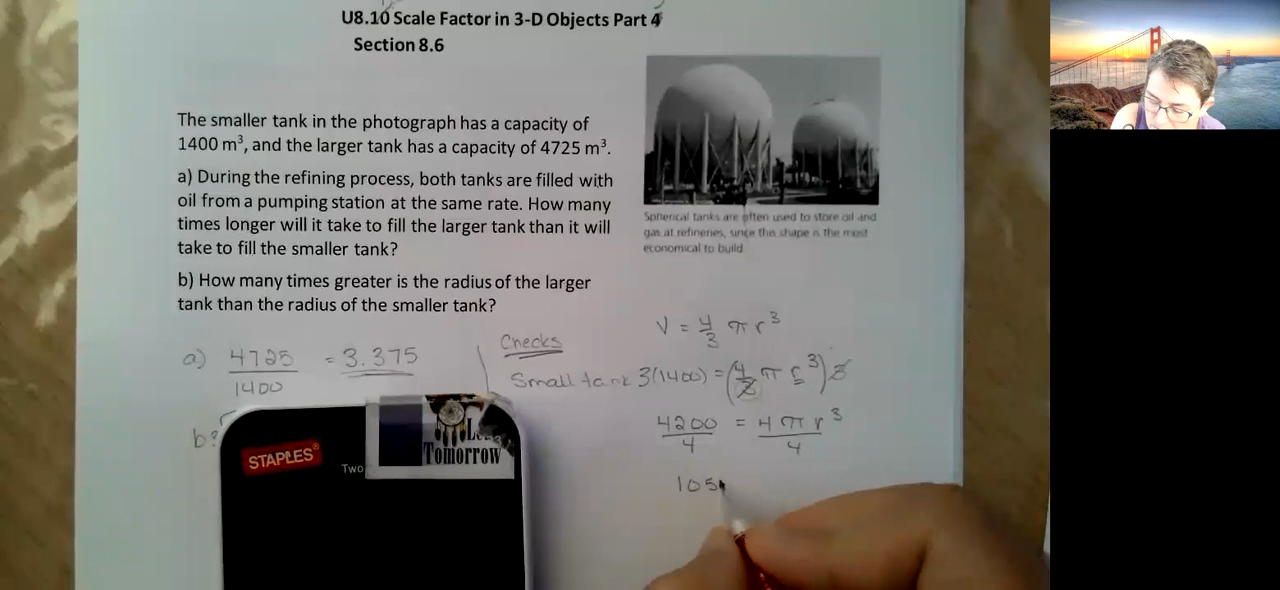 U8.10 Scale Factor in 3-D Objects Part 4
Section 8.6
The smaller tank in the photograph has a capacity of
1400 m³, and the larger tank has a capacity of 4725 m³.
a) During the refining process, both tanks are filled with
oil from a pumping station at the same rate. How many
times longer will it take to fill the larger tank than it will
take to fill the smaller tank?
b) How many times greater is the radius of the larger
tank than the radius of the smaller tank?
Spherical tanks are often used to store oil and
gas at refineries, since this shape is the most
economical to build.
a) 4725/1400 = 3.375
b)
Checks
V = 4/3 π r³
Small tank 3(1400) = (4/3 π r³) 3
4200/4 = 4 π r³/4
105
STAPLES
Two
Tomorrow